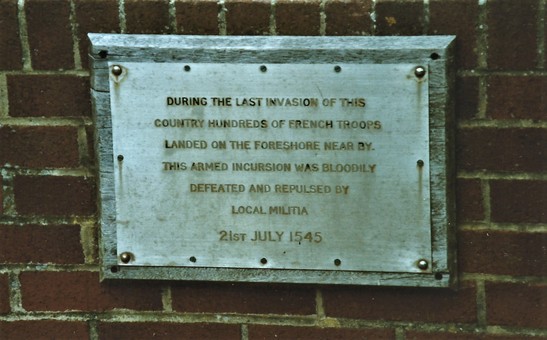 DURING THE LAST INVASION OF THIS
COUNTRY HUNDREDS OF FRENCH TROOPS
LANDED ON THE FORESHORE NEAR BY.
THIS ARMED INCURSION WAS BLOODILY
DEFEATED AND REPULSED BY
LOCAL MILITIA
21ST JULY 1545